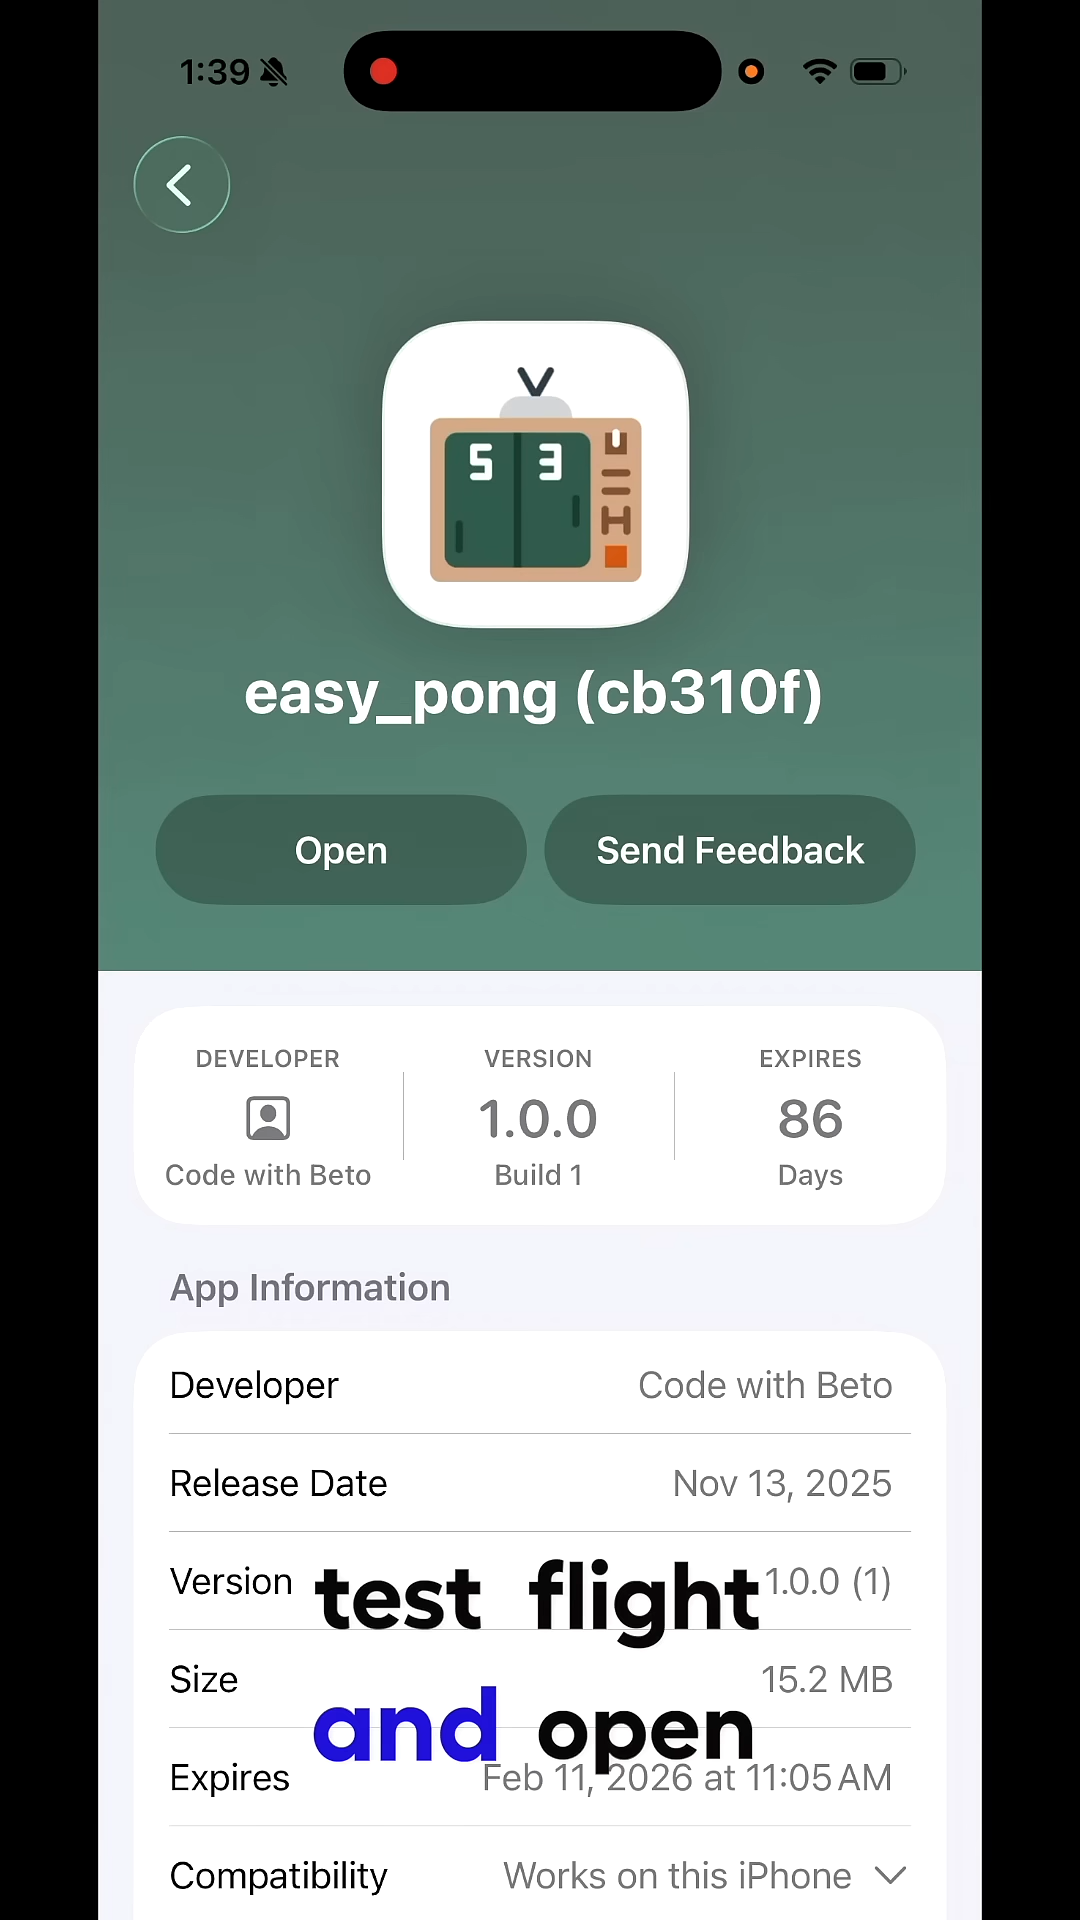 1:39
5 3
easy_pong (cb310f)
Open
Send Feedback
DEVELOPER
Code with Beto
VERSION
1.0.0
Build 1
EXPIRES
86
Days
App Information
Developer Code with Beto
Release Date Nov 13, 2025
Version 1.0.0 (1)
test flight
Size 15.2 MB
and open
Expires Feb 11, 2026 at 11:05 AM
Compatibility Works on this iPhone